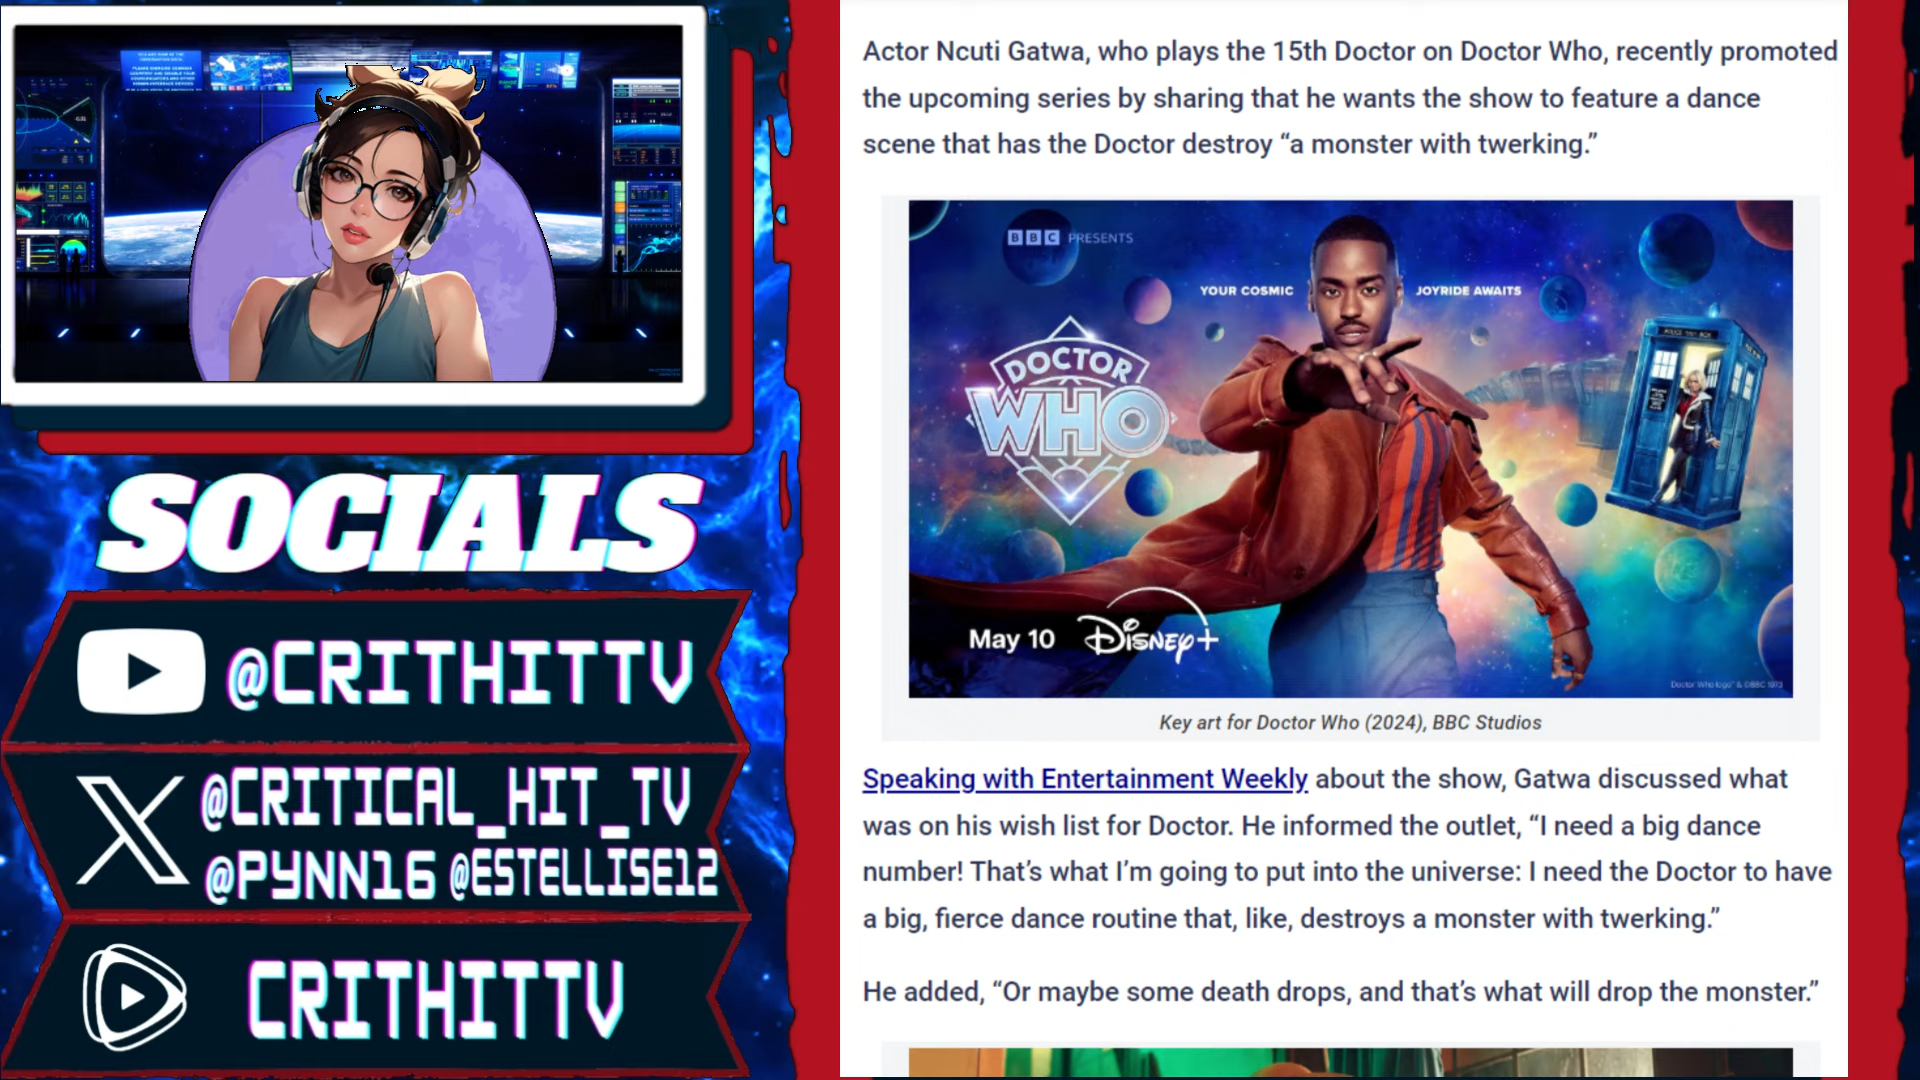 SOCIALS
@CRITHITTV
@CRITICAL_HIT_TV
@PYNN16 @ESTELLISE12
CRITHITTV
Actor Ncuti Gatwa, who plays the 15th Doctor on Doctor Who, recently promoted
the upcoming series by sharing that he wants the show to feature a dance
scene that has the Doctor destroy “a monster with twerking.”
BBC PRESENTS
YOUR COSMIC JOYRIDE AWAITS
DOCTOR
WHO
POLICE BOX
May 10 Disney+
Key art for Doctor Who (2024), BBC Studios
Speaking with Entertainment Weekly about the show, Gatwa discussed what
was on his wish list for Doctor. He informed the outlet, “I need a big dance
number! That’s what I’m going to put into the universe: I need the Doctor to have
a big, fierce dance routine that, like, destroys a monster with twerking.”
He added, “Or maybe some death drops, and that’s what will drop the monster.”